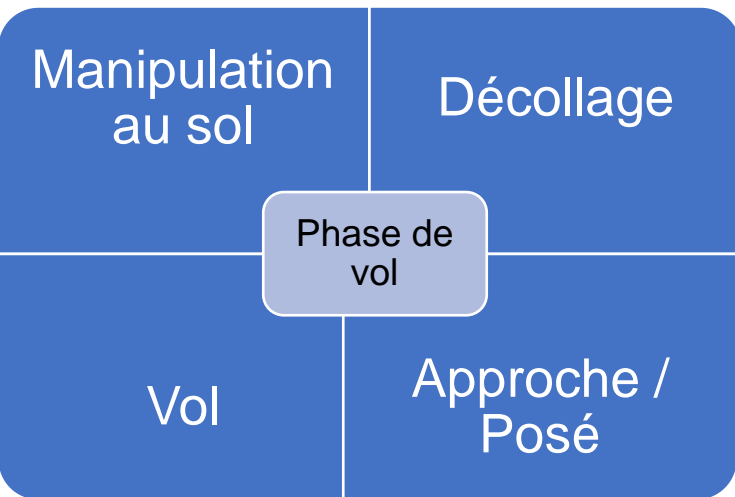 Manipulation
au sol
Décollage
Phase de
vol
Vol
Approche /
Posé